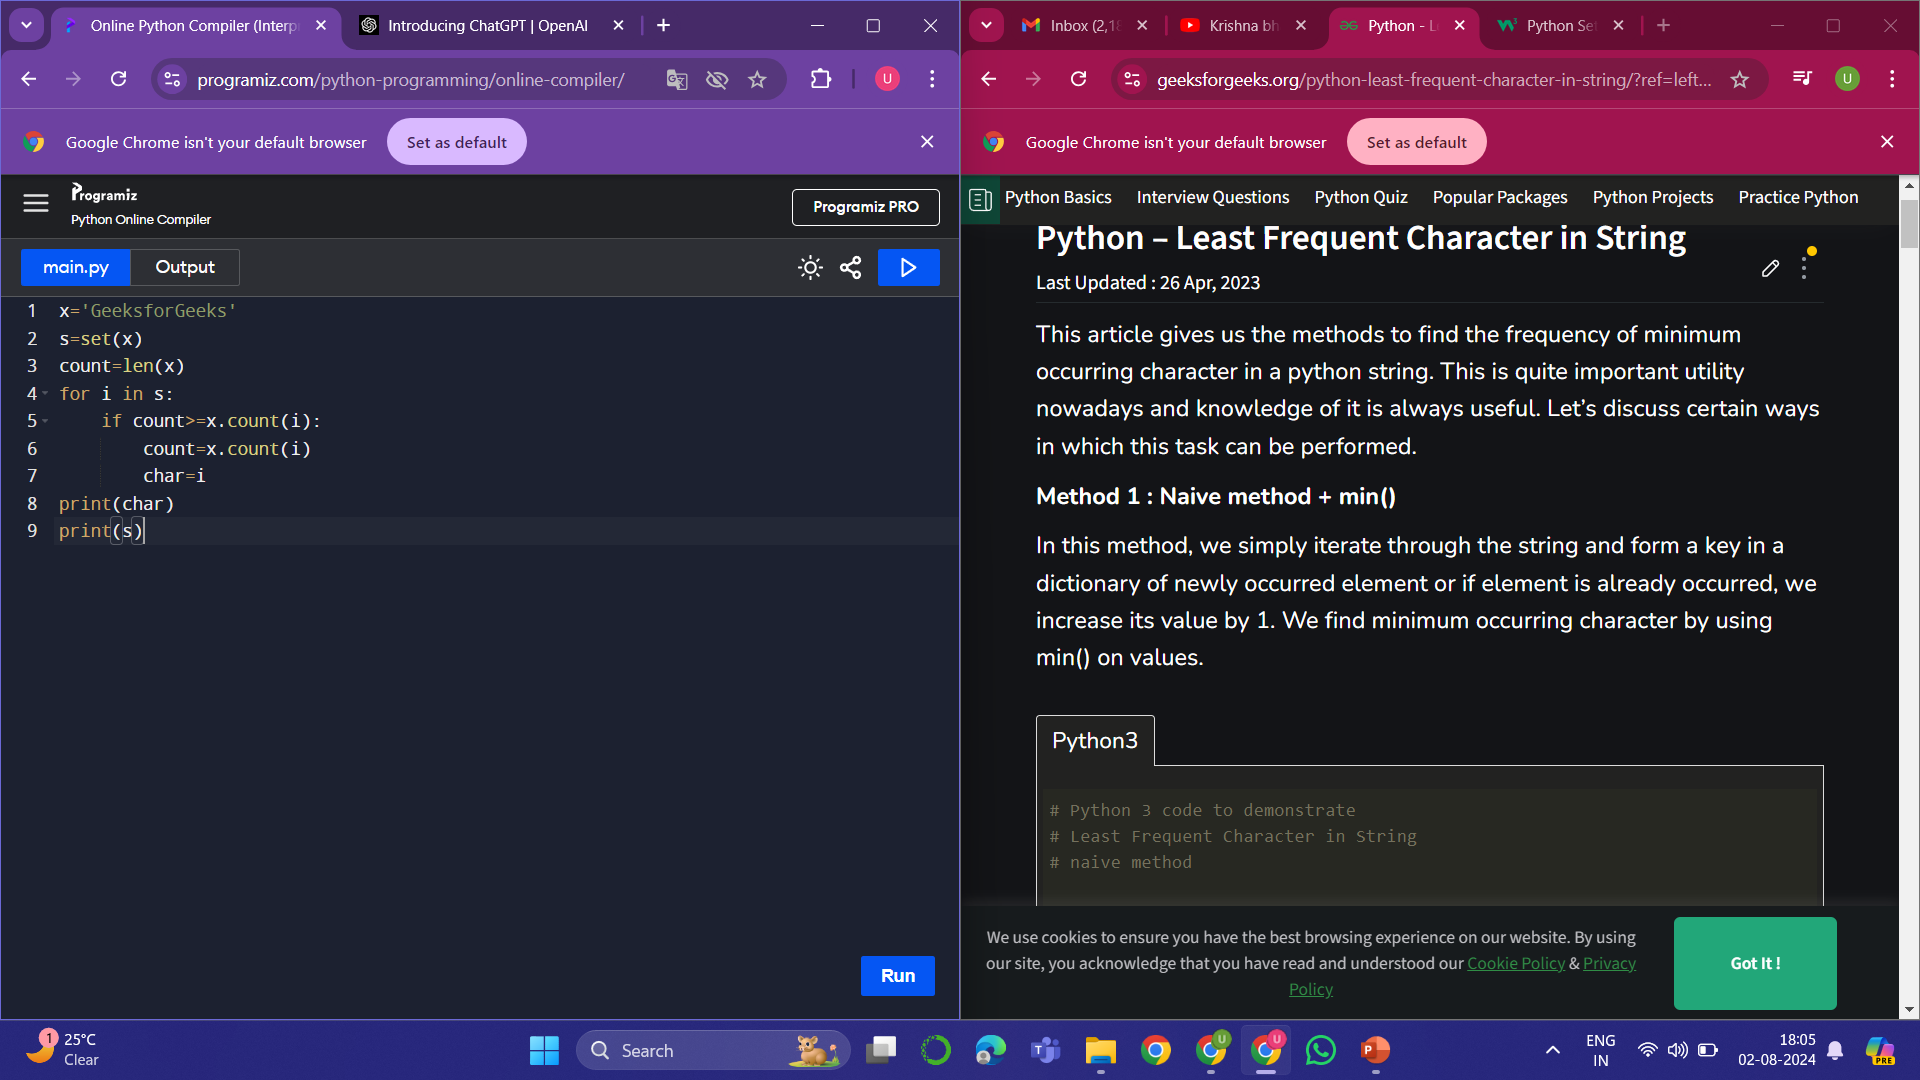 Online Python Compiler (Interp
Introducing ChatGPT | OpenAI
programiz.com/python-programming/online-compiler/
U
Google Chrome isn't your default browser
Set as default
Programiz
Python Online Compiler
Programiz PRO
main.py
Output
1 x='GeeksforGeeks'
2 s=set(x)
3 count=len(x)
4 for i in s:
5 if count>=x.count(i):
6 count=x.count(i)
7 char=i
8 print(char)
9 print(s)
Run
Inbox (2,18
Krishna bh
Python - L
Python Se
geeksforgeeks.org/python-least-frequent-character-in-string/?ref=left...
U
Google Chrome isn't your default browser
Set as default
Python Basics
Interview Questions
Python Quiz
Popular Packages
Python Projects
Practice Python
Python – Least Frequent Character in String
Last Updated : 26 Apr, 2023
This article gives us the methods to find the frequency of minimum
occurring character in a python string. This is quite important utility
nowadays and knowledge of it is always useful. Let’s discuss certain ways
in which this task can be performed.
Method 1 : Naive method + min()
In this method, we simply iterate through the string and form a key in a
dictionary of newly occurred element or if element is already occurred, we
increase its value by 1. We find minimum occurring character by using
min() on values.
Python3
# Python 3 code to demonstrate
# Least Frequent Character in String
# naive method
We use cookies to ensure you have the best browsing experience on our website. By using
our site, you acknowledge that you have read and understood our Cookie Policy & Privacy
Policy
Got It !
1
25°C
Clear
Search
U
U
ENG
IN
18:05
02-08-2024
PRE